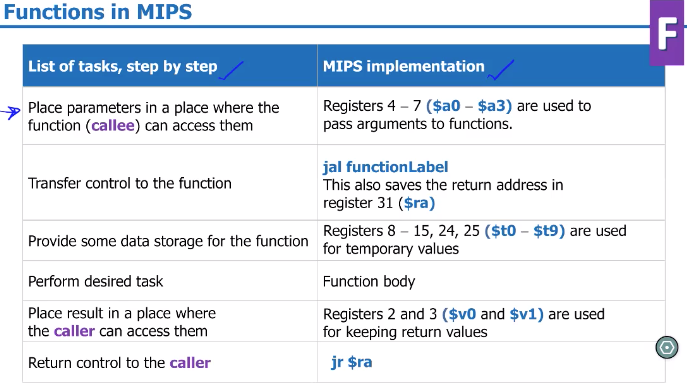 Functions in MIPS
F
List of tasks, step by step
MIPS implementation
Place parameters in a place where the
function (callee) can access them
Registers 4 – 7 ($a0 – $a3) are used to
pass arguments to functions.
Transfer control to the function
jal functionLabel
This also saves the return address in
register 31 ($ra)
Provide some data storage for the function
Registers 8 – 15, 24, 25 ($t0 – $t9) are used
for temporary values
Perform desired task
Function body
Place result in a place where
the caller can access them
Registers 2 and 3 ($v0 and $v1) are used
for keeping return values
Return control to the caller
jr $ra